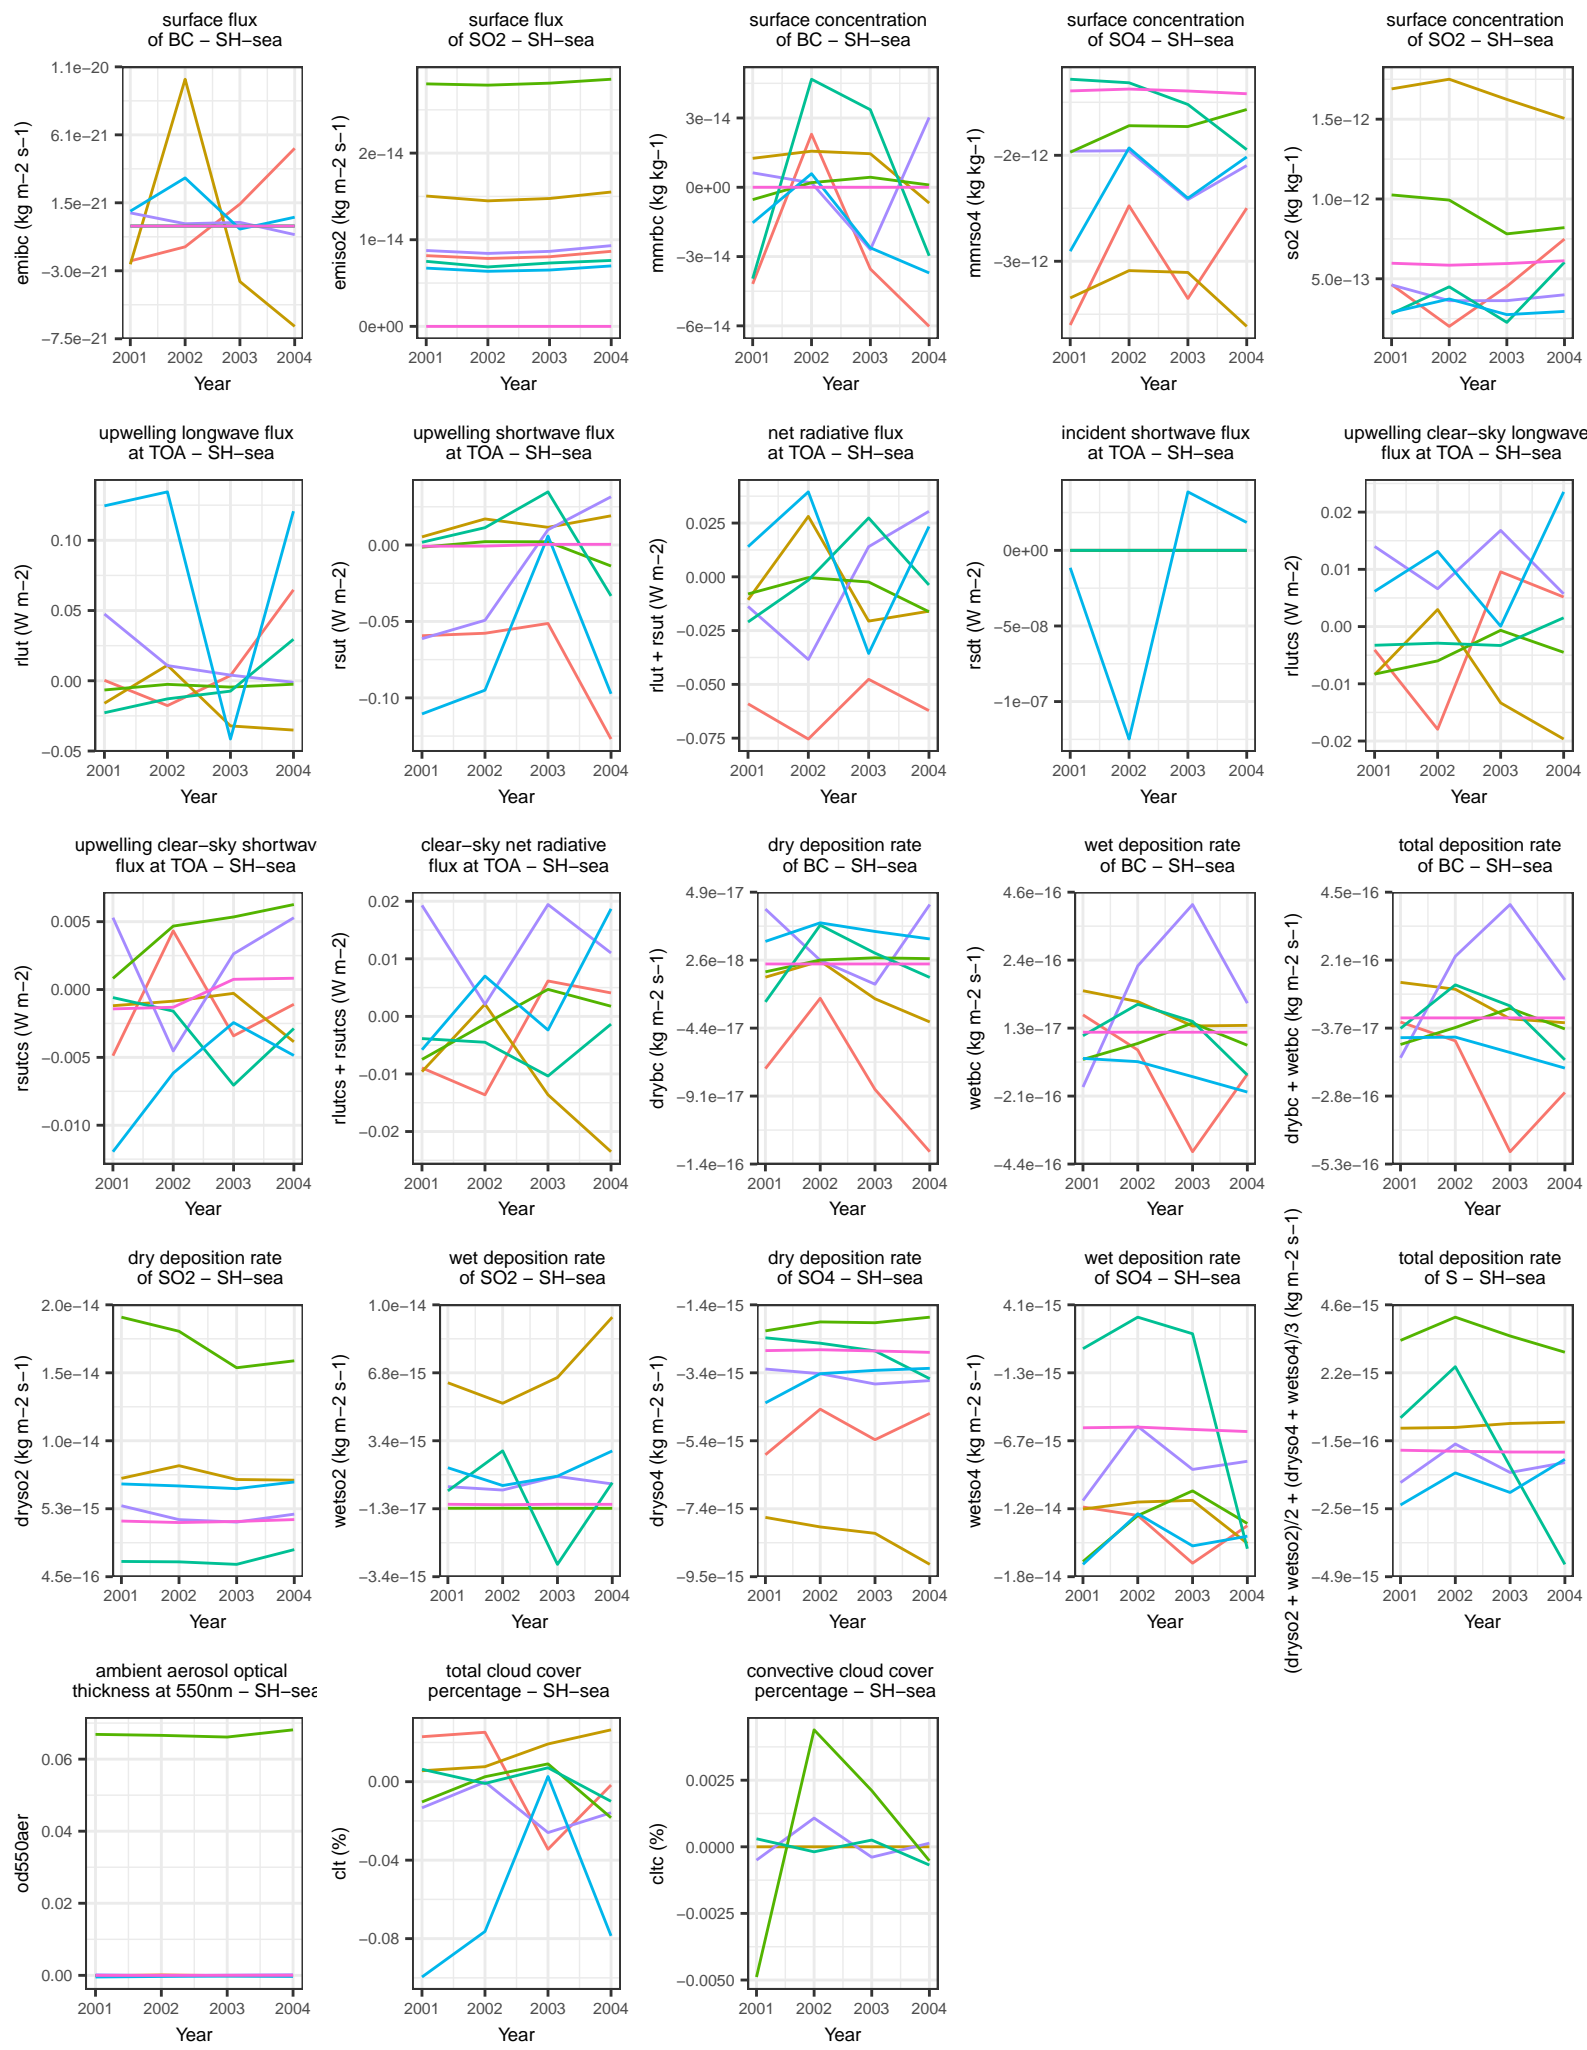 surface flux
of BC − SH−sea
surface flux
of SO2 − SH−sea
surface concentration
of BC − SH−sea
surface concentration
of SO4 − SH−sea
surface concentration
of SO2 − SH−sea
emibc (kg m−2 s−1)
1.1e−20
6.1e−21
1.5e−21
−3.0e−21
−7.5e−21
2001 2002 2003 2004
Year
emiso2 (kg m−2 s−1)
2e−14
1e−14
0e+00
2001 2002 2003 2004
Year
mmrbc (kg kg−1)
3e−14
0e+00
−3e−14
−6e−14
2001 2002 2003 2004
Year
mmrso4 (kg kg−1)
−2e−12
−3e−12
2001 2002 2003 2004
Year
so2 (kg kg−1)
1.5e−12
1.0e−12
5.0e−13
2001 2002 2003 2004
Year
upwelling longwave flux
at TOA − SH−sea
upwelling shortwave flux
at TOA − SH−sea
net radiative flux
at TOA − SH−sea
incident shortwave flux
at TOA − SH−sea
upwelling clear−sky longwave
flux at TOA − SH−sea
rlut (W m−2)
0.10
0.05
0.00
−0.05
2001 2002 2003 2004
Year
rsut (W m−2)
0.00
−0.05
−0.10
2001 2002 2003 2004
Year
rlut + rsut (W m−2)
0.025
0.000
−0.025
−0.050
−0.075
2001 2002 2003 2004
Year
rsdt (W m−2)
0e+00
−5e−08
−1e−07
2001 2002 2003 2004
Year
rlutcs (W m−2)
0.02
0.01
0.00
−0.01
−0.02
2001 2002 2003 2004
Year
upwelling clear−sky shortwav
flux at TOA − SH−sea
clear−sky net radiative
flux at TOA − SH−sea
dry deposition rate
of BC − SH−sea
wet deposition rate
of BC − SH−sea
total deposition rate
of BC − SH−sea
rsutcs (W m−2)
0.005
0.000
−0.005
−0.010
2001 2002 2003 2004
Year
rlutcs + rsutcs (W m−2)
0.02
0.01
0.00
−0.01
−0.02
2001 2002 2003 2004
Year
drybc (kg m−2 s−1)
4.9e−17
2.6e−18
−4.4e−17
−9.1e−17
−1.4e−16
2001 2002 2003 2004
Year
wetbc (kg m−2 s−1)
4.6e−16
2.4e−16
1.3e−17
−2.1e−16
−4.4e−16
2001 2002 2003 2004
Year
drybc + wetbc (kg m−2 s−1)
4.5e−16
2.1e−16
−3.7e−17
−2.8e−16
−5.3e−16
2001 2002 2003 2004
Year
dry deposition rate
of SO2 − SH−sea
wet deposition rate
of SO2 − SH−sea
dry deposition rate
of SO4 − SH−sea
wet deposition rate
of SO4 − SH−sea
total deposition rate
of S − SH−sea
dryso2 (kg m−2 s−1)
2.0e−14
1.5e−14
1.0e−14
5.3e−15
4.5e−16
2001 2002 2003 2004
Year
wetso2 (kg m−2 s−1)
1.0e−14
6.8e−15
3.4e−15
−1.3e−17
−3.4e−15
2001 2002 2003 2004
Year
dryso4 (kg m−2 s−1)
−1.4e−15
−3.4e−15
−5.4e−15
−7.4e−15
−9.5e−15
2001 2002 2003 2004
Year
wetso4 (kg m−2 s−1)
4.1e−15
−1.3e−15
−6.7e−15
−1.2e−14
−1.8e−14
2001 2002 2003 2004
Year
(dryso2 + wetso2)/2 + (dryso4 + wetso4)/3 (kg m−2 s−1)
4.6e−15
2.2e−15
−1.5e−16
−2.5e−15
−4.9e−15
2001 2002 2003 2004
Year
ambient aerosol optical
thickness at 550nm − SH−sea
total cloud cover
percentage − SH−sea
convective cloud cover
percentage − SH−sea
od550aer
0.06
0.04
0.02
0.00
2001 2002 2003 2004
Year
clt (%)
0.00
−0.04
−0.08
2001 2002 2003 2004
Year
cltc (%)
0.0025
0.0000
−0.0025
−0.0050
2001 2002 2003 2004
Year